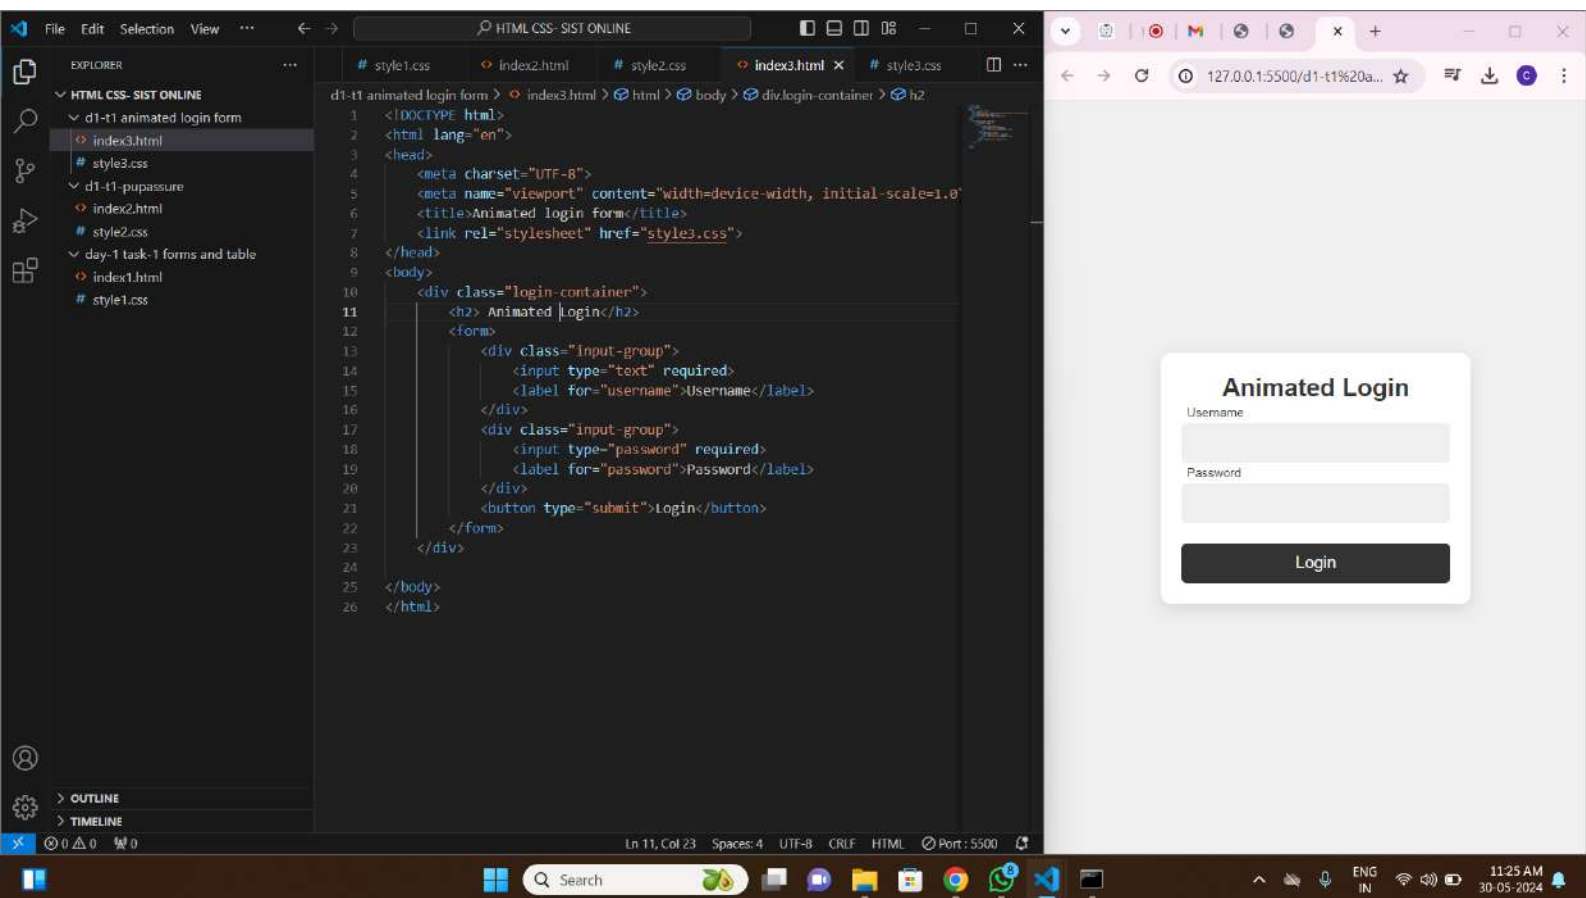 File Edit Selection View ··· HTML CSS- SIST ONLINE
EXPLORER ···
HTML CSS- SIST ONLINE
d1-t1 animated login form
index3.html
# style3.css
d1-t1-pupassure
index2.html
# style2.css
day-1 task-1 forms and table
index1.html
# style1.css
OUTLINE
TIMELINE
# style1.css index2.html # style2.css index3.html # style3.css ···
d1-t1 animated login form > index3.html > html > body > div.login-container > h2
1 <!DOCTYPE html>
2 <html lang="en">
3 <head>
4 <meta charset="UTF-8">
5 <meta name="viewport" content="width=device-width, initial-scale=1.0
6 <title>Animated login form</title>
7 <link rel="stylesheet" href="style3.css">
8 </head>
9 <body>
10 <div class="login-container">
11 <h2> Animated Login</h2>
12 <form>
13 <div class="input-group">
14 <input type="text" required>
15 <label for="username">Username</label>
16 </div>
17 <div class="input-group">
18 <input type="password" required>
19 <label for="password">Password</label>
20 </div>
21 <button type="submit">Login</button>
22 </form>
23 </div>
24
25 </body>
26 </html>
0 0 0 Ln 11, Col 23 Spaces: 4 UTF-8 CRLF HTML Port : 5500
127.0.0.1:5500/d1-t1%20a... C
Animated Login
Username
Password
Login
Search 8 ENG
IN 11:25 AM
30-05-2024